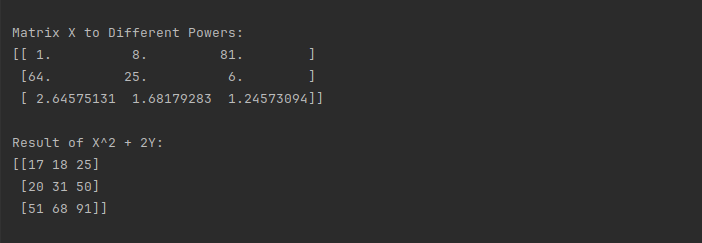 Matrix X to Different Powers:
[[ 1.          8.         81.        ]
 [64.         25.          6.        ]
 [ 2.64575131  1.68179283  1.24573094]]
Result of X^2 + 2Y:
[[17 18 25]
 [20 31 50]
 [51 68 91]]